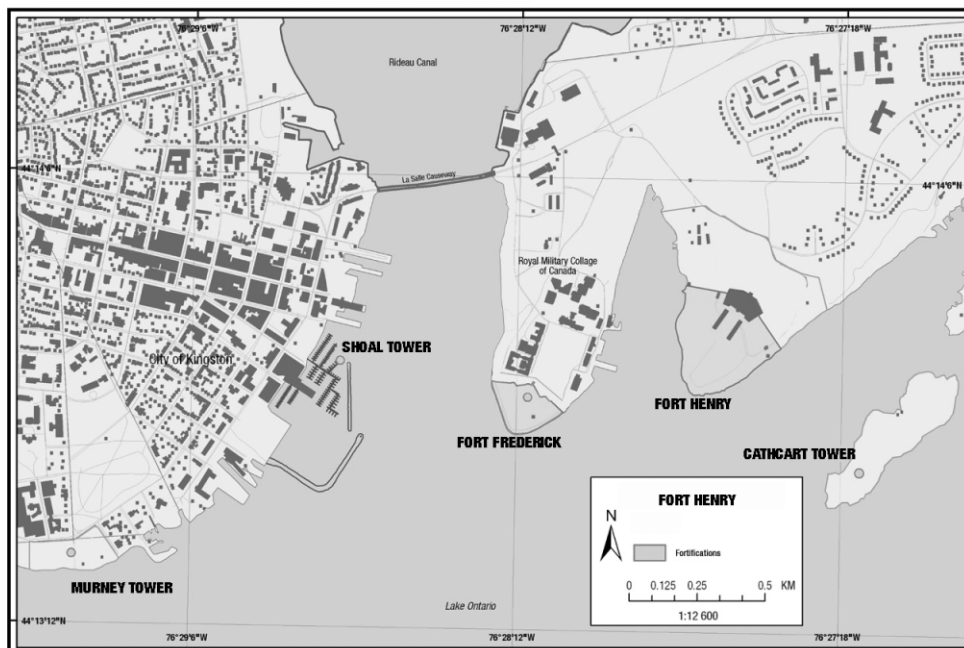 76°29'6"W
76°28'12"W
76°27'18"W
Rideau Canal
44°14'6"N
La Salle Causeway
44°14'6"N
Royal Military Collage
of Canada
SHOAL TOWER
City of Kingston
FORT HENRY
FORT FREDERICK
CATHCART TOWER
FORT HENRY
N
Fortifications
0 0.125 0.25 0.5 KM
1:12 600
MURNEY TOWER
Lake Ontario
44°13'12"N
76°29'6"W
76°28'12"W
76°27'18"W